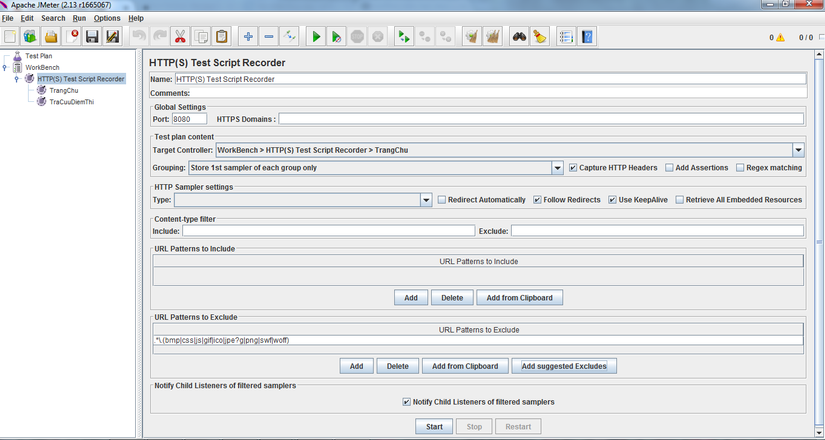 Apache JMeter (2.13 r1665067)
File Edit Search Run Options Help
0 0 / 0
Test Plan
WorkBench
HTTP(S) Test Script Recorder
TrangChu
TraCuuDiemThi
HTTP(S) Test Script Recorder
Name: HTTP(S) Test Script Recorder
Comments:
Global Settings
Port: 8080 HTTPS Domains :
Test plan content
Target Controller: WorkBench > HTTP(S) Test Script Recorder > TrangChu
Grouping: Store 1st sampler of each group only Capture HTTP Headers Add Assertions Regex matching
HTTP Sampler settings
Type: Redirect Automatically Follow Redirects Use KeepAlive Retrieve All Embedded Resources
Content-type filter
Include: Exclude:
URL Patterns to Include
URL Patterns to Include
Add Delete Add from Clipboard
URL Patterns to Exclude
URL Patterns to Exclude
.*\.(bmp|css|js|gif|ico|jpe?g|png|swf|woff)
Add Delete Add from Clipboard Add suggested Excludes
Notify Child Listeners of filtered samplers
Notify Child Listeners of filtered samplers
Start Stop Restart